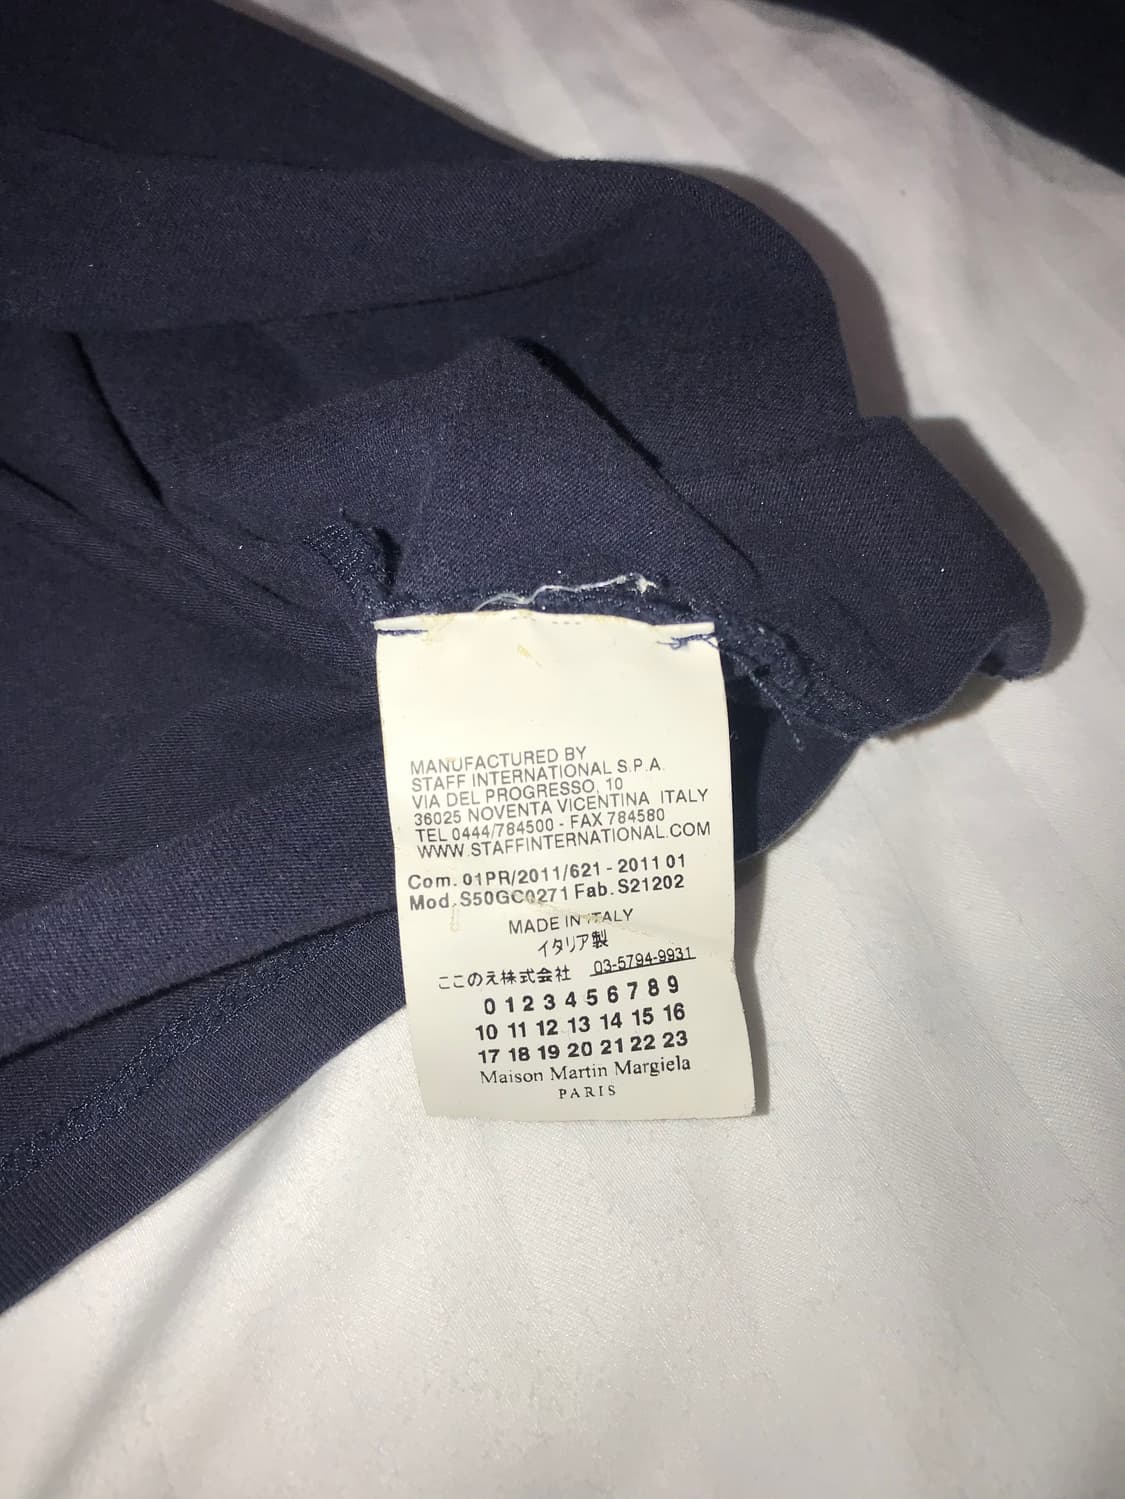 MANUFACTURED BY
STAFF INTERNATIONAL S.P.A.
VIA DEL PROGRESSO, 10
36025 NOVENTA VICENTINA ITALY
TEL 0444/784500 - FAX 784580
WWW.STAFFINTERNATIONAL.COM
Com. 01PR/2011/621 - 2011 01
Mod. S50GC0271 Fab. S21202
MADE IN ITALY
イタリア製
ここのえ株式会社 03-5794-9931
0 1 2 3 4 5 6 7 8 9
10 11 12 13 14 15 16
17 18 19 20 21 22 23
Maison Martin Margiela
PARIS